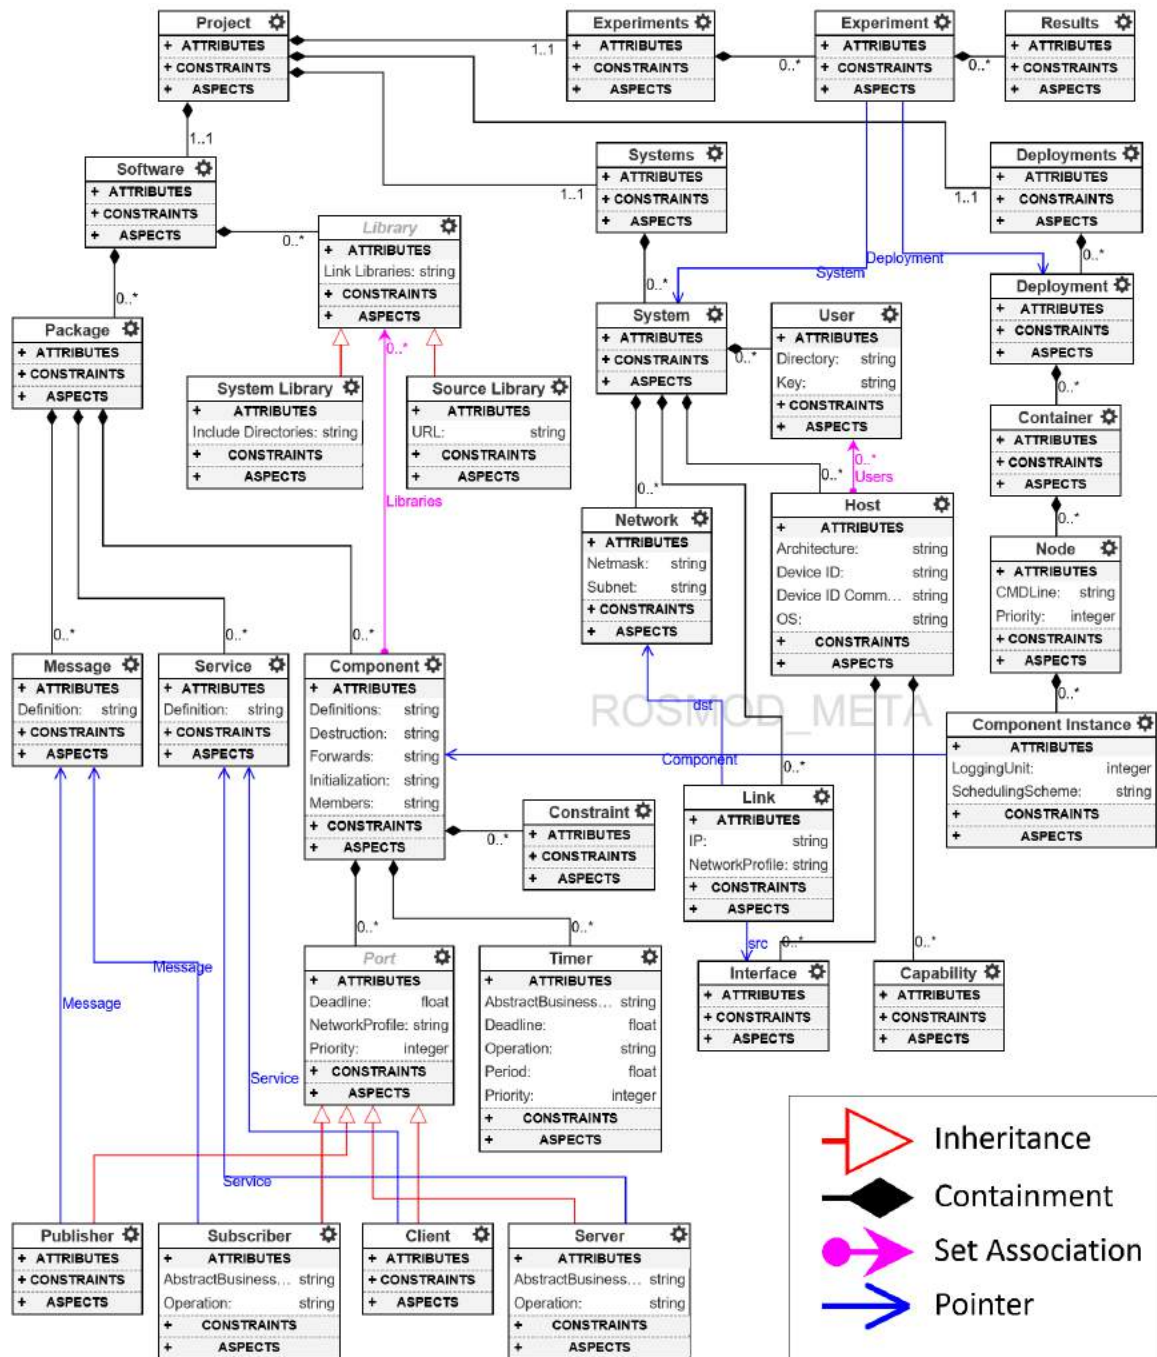 Project
+ ATTRIBUTES
+ CONSTRAINTS
+ ASPECTS
Experiments
+ ATTRIBUTES
+ CONSTRAINTS
+ ASPECTS
Experiment
+ ATTRIBUTES
+ CONSTRAINTS
+ ASPECTS
Results
+ ATTRIBUTES
+ CONSTRAINTS
+ ASPECTS
1..1
0..*
0..*
1..1
1..1
1..1
Software
+ ATTRIBUTES
+ CONSTRAINTS
+ ASPECTS
Systems
+ ATTRIBUTES
+ CONSTRAINTS
+ ASPECTS
Deployments
+ ATTRIBUTES
+ CONSTRAINTS
+ ASPECTS
0..*
Library
+ ATTRIBUTES
Link Libraries: string
+ CONSTRAINTS
+ ASPECTS
0..*
0..*
0..*
System
Deployment
Package
+ ATTRIBUTES
+ CONSTRAINTS
+ ASPECTS
System
+ ATTRIBUTES
+ CONSTRAINTS
+ ASPECTS
0..*
User
+ ATTRIBUTES
Directory: string
Key: string
+ CONSTRAINTS
+ ASPECTS
Deployment
+ ATTRIBUTES
+ CONSTRAINTS
+ ASPECTS
0..*
0..*
System Library
+ ATTRIBUTES
Include Directories: string
+ CONSTRAINTS
+ ASPECTS
Source Library
+ ATTRIBUTES
URL: string
+ CONSTRAINTS
+ ASPECTS
Container
+ ATTRIBUTES
+ CONSTRAINTS
+ ASPECTS
Libraries
0..*
0..*
0..*
Users
0..*
Network
+ ATTRIBUTES
Netmask: string
Subnet: string
+ CONSTRAINTS
+ ASPECTS
Host
+ ATTRIBUTES
Architecture: string
Device ID: string
Device ID Comm... string
OS: string
+ CONSTRAINTS
+ ASPECTS
Node
+ ATTRIBUTES
CMDLine: string
Priority: integer
+ CONSTRAINTS
+ ASPECTS
0..*
0..*
0..*
0..*
Message
+ ATTRIBUTES
Definition: string
+ CONSTRAINTS
+ ASPECTS
Service
+ ATTRIBUTES
Definition: string
+ CONSTRAINTS
+ ASPECTS
Component
+ ATTRIBUTES
Definitions: string
Destruction: string
Forwards: string
Initialization: string
Members: string
+ CONSTRAINTS
+ ASPECTS
ROSMOD_META
dst
Component
0..*
Component Instance
+ ATTRIBUTES
LoggingUnit: integer
SchedulingScheme: string
+ CONSTRAINTS
+ ASPECTS
0..*
Constraint
+ ATTRIBUTES
+ CONSTRAINTS
+ ASPECTS
Link
+ ATTRIBUTES
IP: string
NetworkProfile: string
+ CONSTRAINTS
+ ASPECTS
0..*
0..*
src
0..*
0..*
Port
+ ATTRIBUTES
Deadline: float
NetworkProfile: string
Priority: integer
+ CONSTRAINTS
+ ASPECTS
Timer
+ ATTRIBUTES
AbstractBusiness... string
Deadline: float
Operation: string
Period: float
Priority: integer
+ CONSTRAINTS
+ ASPECTS
Interface
+ ATTRIBUTES
+ CONSTRAINTS
+ ASPECTS
Capability
+ ATTRIBUTES
+ CONSTRAINTS
+ ASPECTS
Message
Message
Service
Service
Publisher
+ ATTRIBUTES
+ CONSTRAINTS
+ ASPECTS
Subscriber
+ ATTRIBUTES
AbstractBusiness... string
Operation: string
+ CONSTRAINTS
+ ASPECTS
Client
+ ATTRIBUTES
+ CONSTRAINTS
+ ASPECTS
Server
+ ATTRIBUTES
AbstractBusiness... string
Operation: string
+ CONSTRAINTS
+ ASPECTS
Inheritance
Containment
Set Association
Pointer